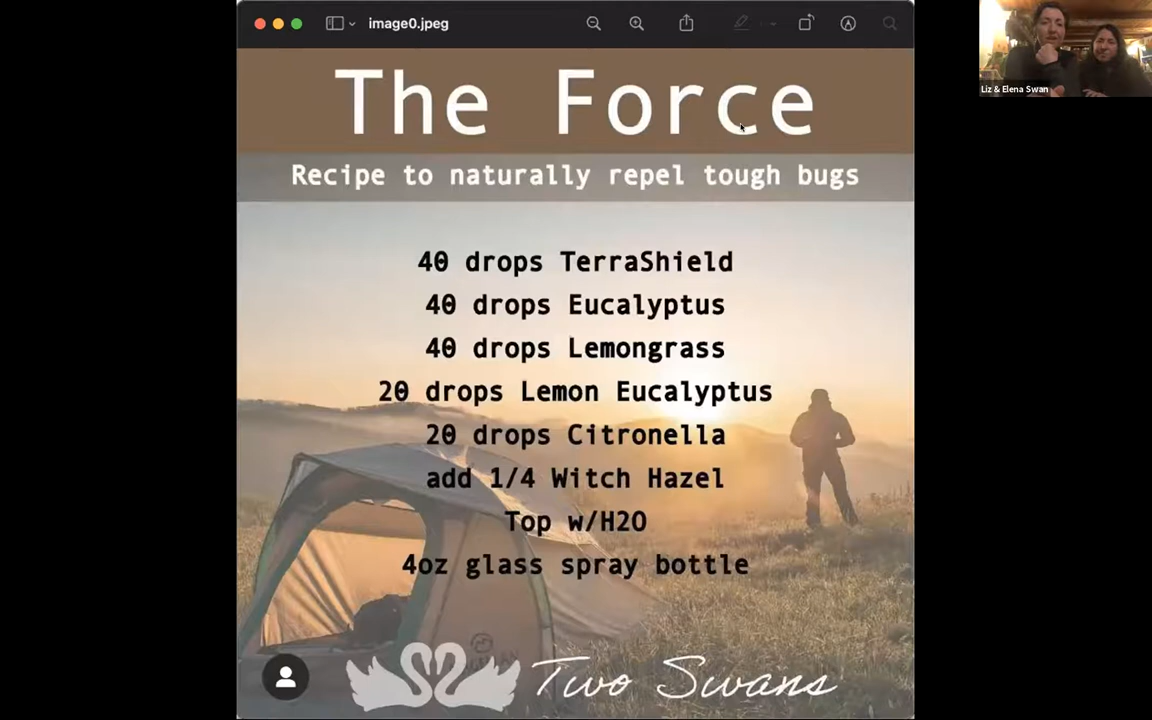 image0.jpeg
Liz & Elena Swan
The Force
Recipe to naturally repel tough bugs
40 drops TerraShield
40 drops Eucalyptus
40 drops Lemongrass
20 drops Lemon Eucalyptus
20 drops Citronella
add 1/4 Witch Hazel
Top w/H2O
4oz glass spray bottle
Two Swans